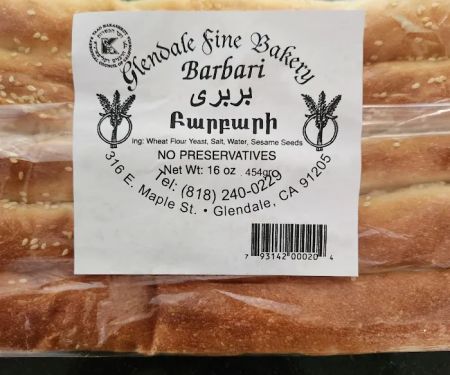 Glendale Fine Bakery
Barbari
بربری
Բարբարի
Ing: Wheat Flour Yeast, Salt, Water, Sesame Seeds
NO PRESERVATIVES
Net Wt: 16 oz . 454gr
Tel: (818) 240-0229
316 E. Maple St. • Glendale, CA 91205
7 93142 00020 4